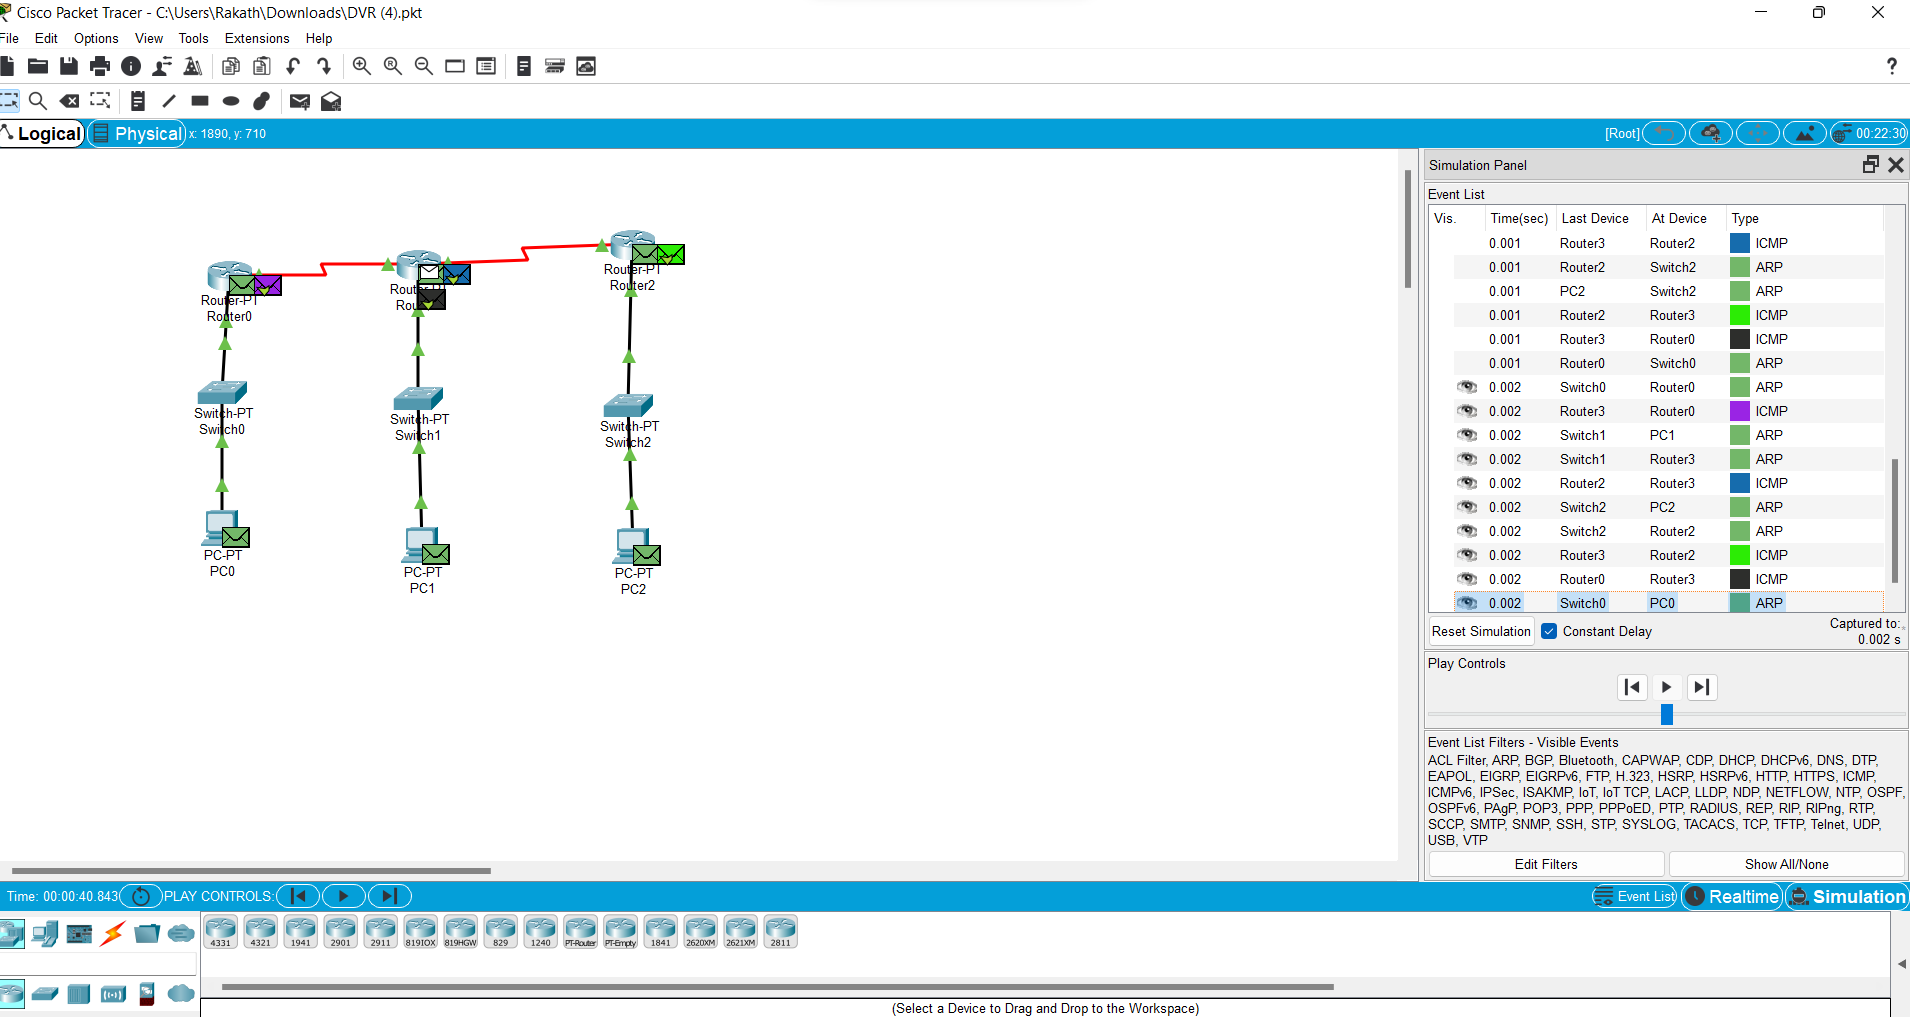 Cisco Packet Tracer - C:\Users\Rakath\Downloads\DVR (4).pkt
File Edit Options View Tools Extensions Help
?
Logical Physical x: 1890, y: 710 [Root] 00:22:30
Simulation Panel
Event List
Vis. Time(sec) Last Device At Device Type
0.001 Router3 Router2 ICMP
0.001 Router2 Switch2 ARP
0.001 PC2 Switch2 ARP
0.001 Router2 Router3 ICMP
0.001 Router3 Router0 ICMP
0.001 Router0 Switch0 ARP
0.002 Switch0 Router0 ARP
0.002 Router3 Router0 ICMP
0.002 Switch1 PC1 ARP
0.002 Switch1 Router3 ARP
0.002 Router2 Router3 ICMP
0.002 Switch2 PC2 ARP
0.002 Switch2 Router2 ARP
0.002 Router3 Router2 ICMP
0.002 Router0 Router3 ICMP
0.002 Switch0 PC0 ARP
Reset Simulation Constant Delay Captured to:
0.002 s
Play Controls
Event List Filters - Visible Events
ACL Filter, ARP, BGP, Bluetooth, CAPWAP, CDP, DHCP, DHCPv6, DNS, DTP,
EAPOL, EIGRP, EIGRPv6, FTP, H.323, HSRP, HSRPv6, HTTP, HTTPS, ICMP,
ICMPv6, IPSec, ISAKMP, IoT, IoT TCP, LACP, LLDP, NDP, NETFLOW, NTP, OSPF,
OSPFv6, PAgP, POP3, PPP, PPPoED, PTP, RADIUS, REP, RIP, RIPng, RTP,
SCCP, SMTP, SNMP, SSH, STP, SYSLOG, TACACS, TCP, TFTP, Telnet, UDP,
USB, VTP
Edit Filters Show All/None
Router-PT
Router0
Router-PT
Router2
Switch-PT
Switch0
Switch-PT
Switch1
Switch-PT
Switch2
PC-PT
PC0
PC-PT
PC1
PC-PT
PC2
Time: 00:00:40.843 PLAY CONTROLS: Event List Realtime Simulation
4331 4321 1941 2901 2911 819IOX 819HGW 829 1240 PT-Router PT-Empty 1841 2620XM 2621XM 2811
(Select a Device to Drag and Drop to the Workspace)